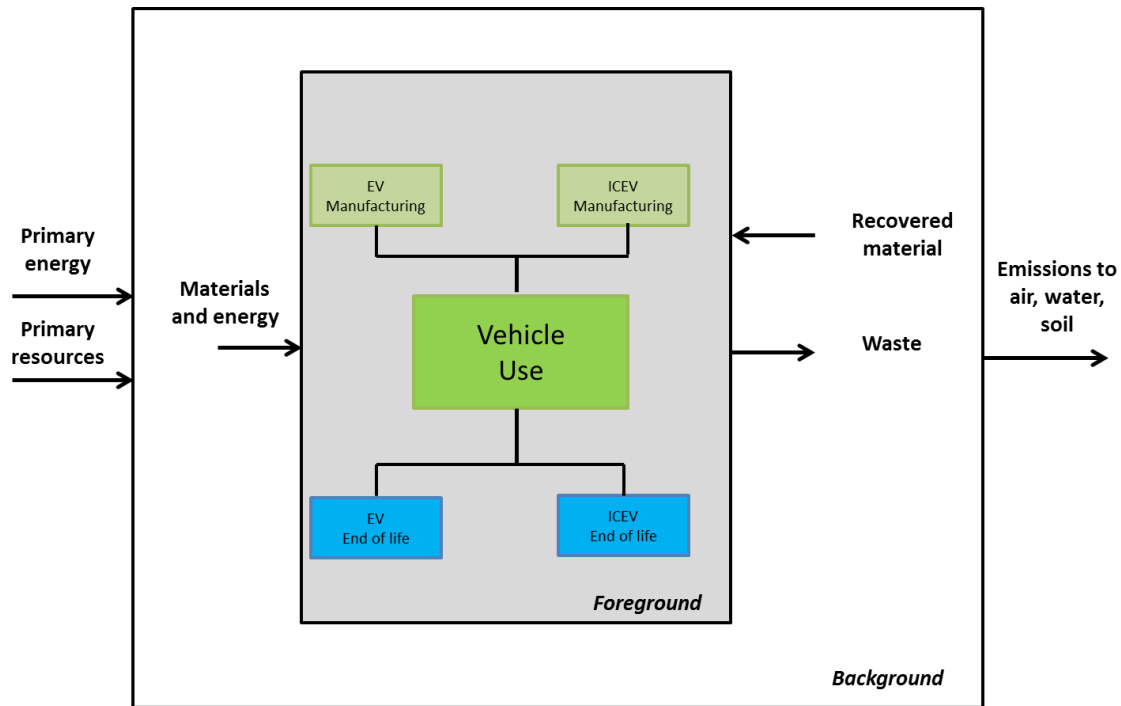 EV
Manufacturing
ICEV
Manufacturing
Primary
energy
Primary
resources
Materials
and energy
Vehicle
Use
Recovered
material
Waste
Emissions to
air, water,
soil
EV
End of life
ICEV
End of life
Foreground
Background